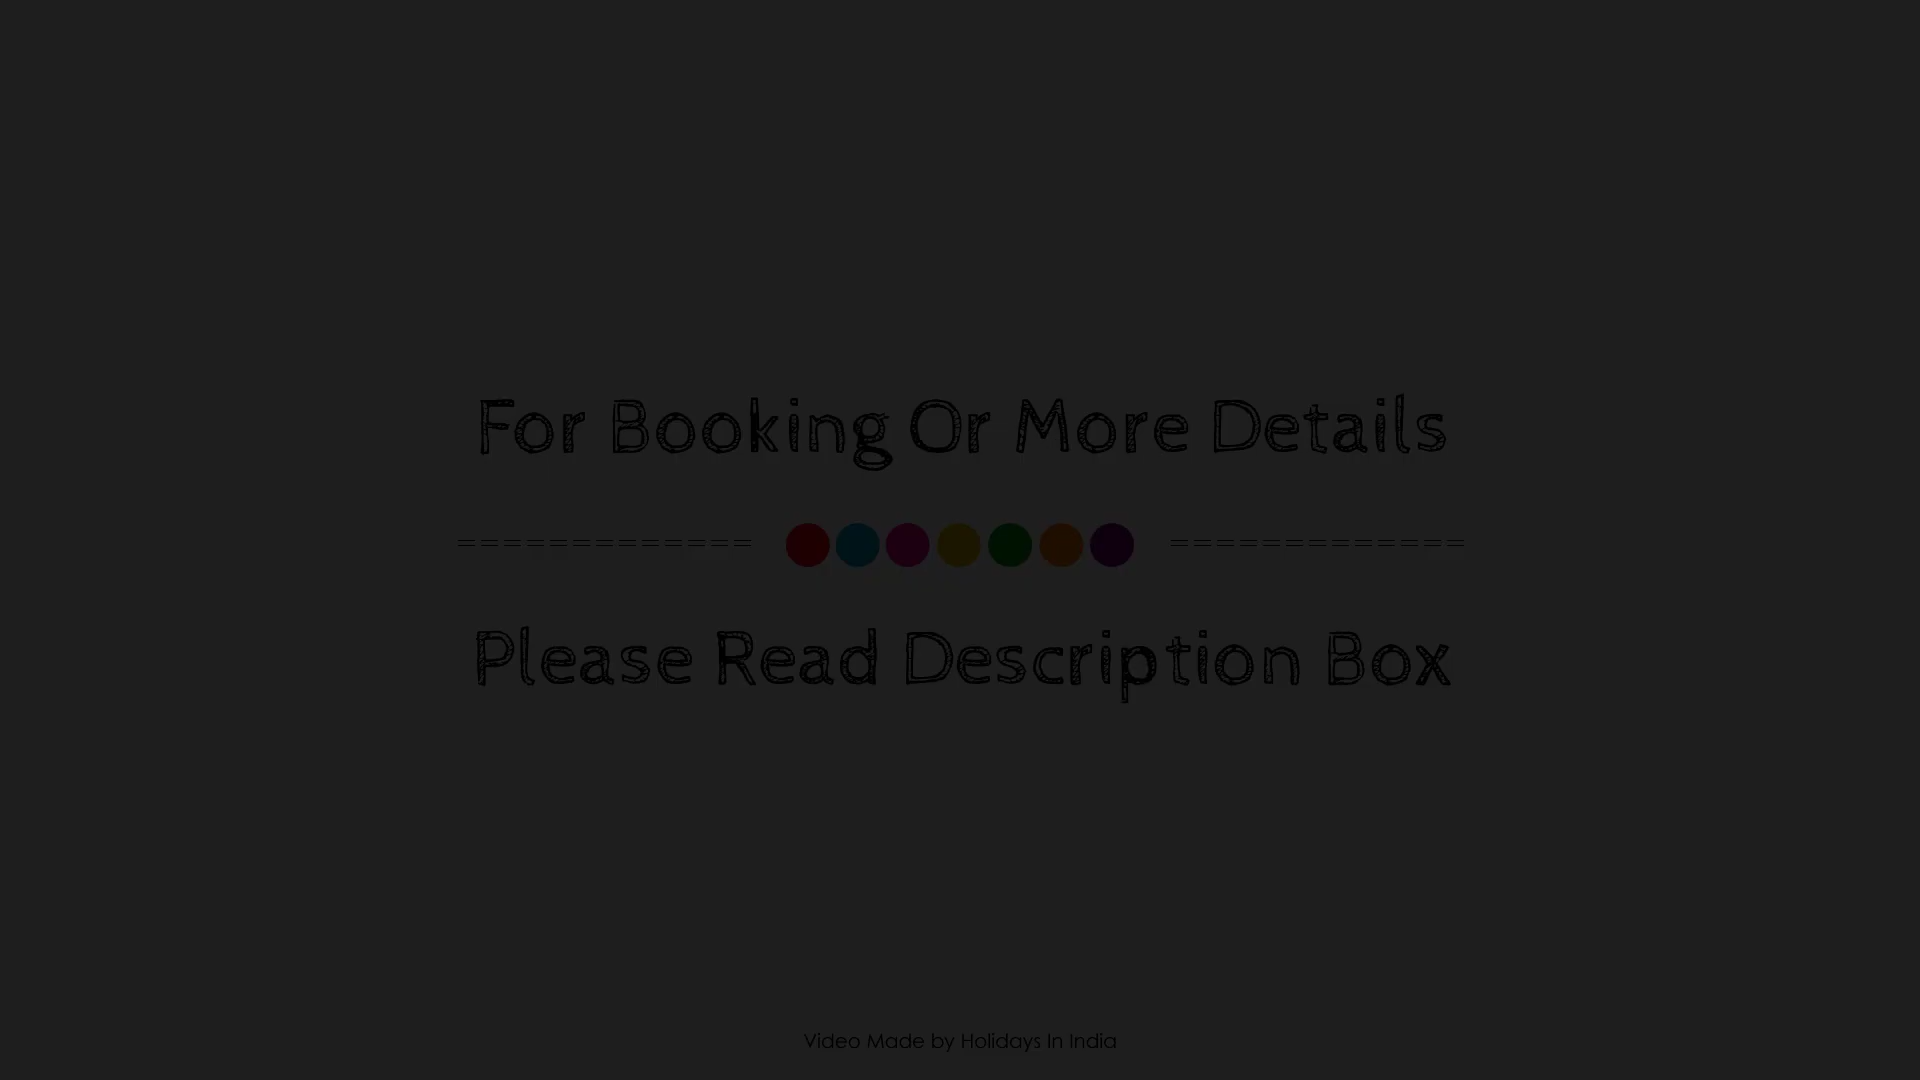 For Booking Or More Details
============= =============
Please Read Description Box
Video Made by Holidays In India